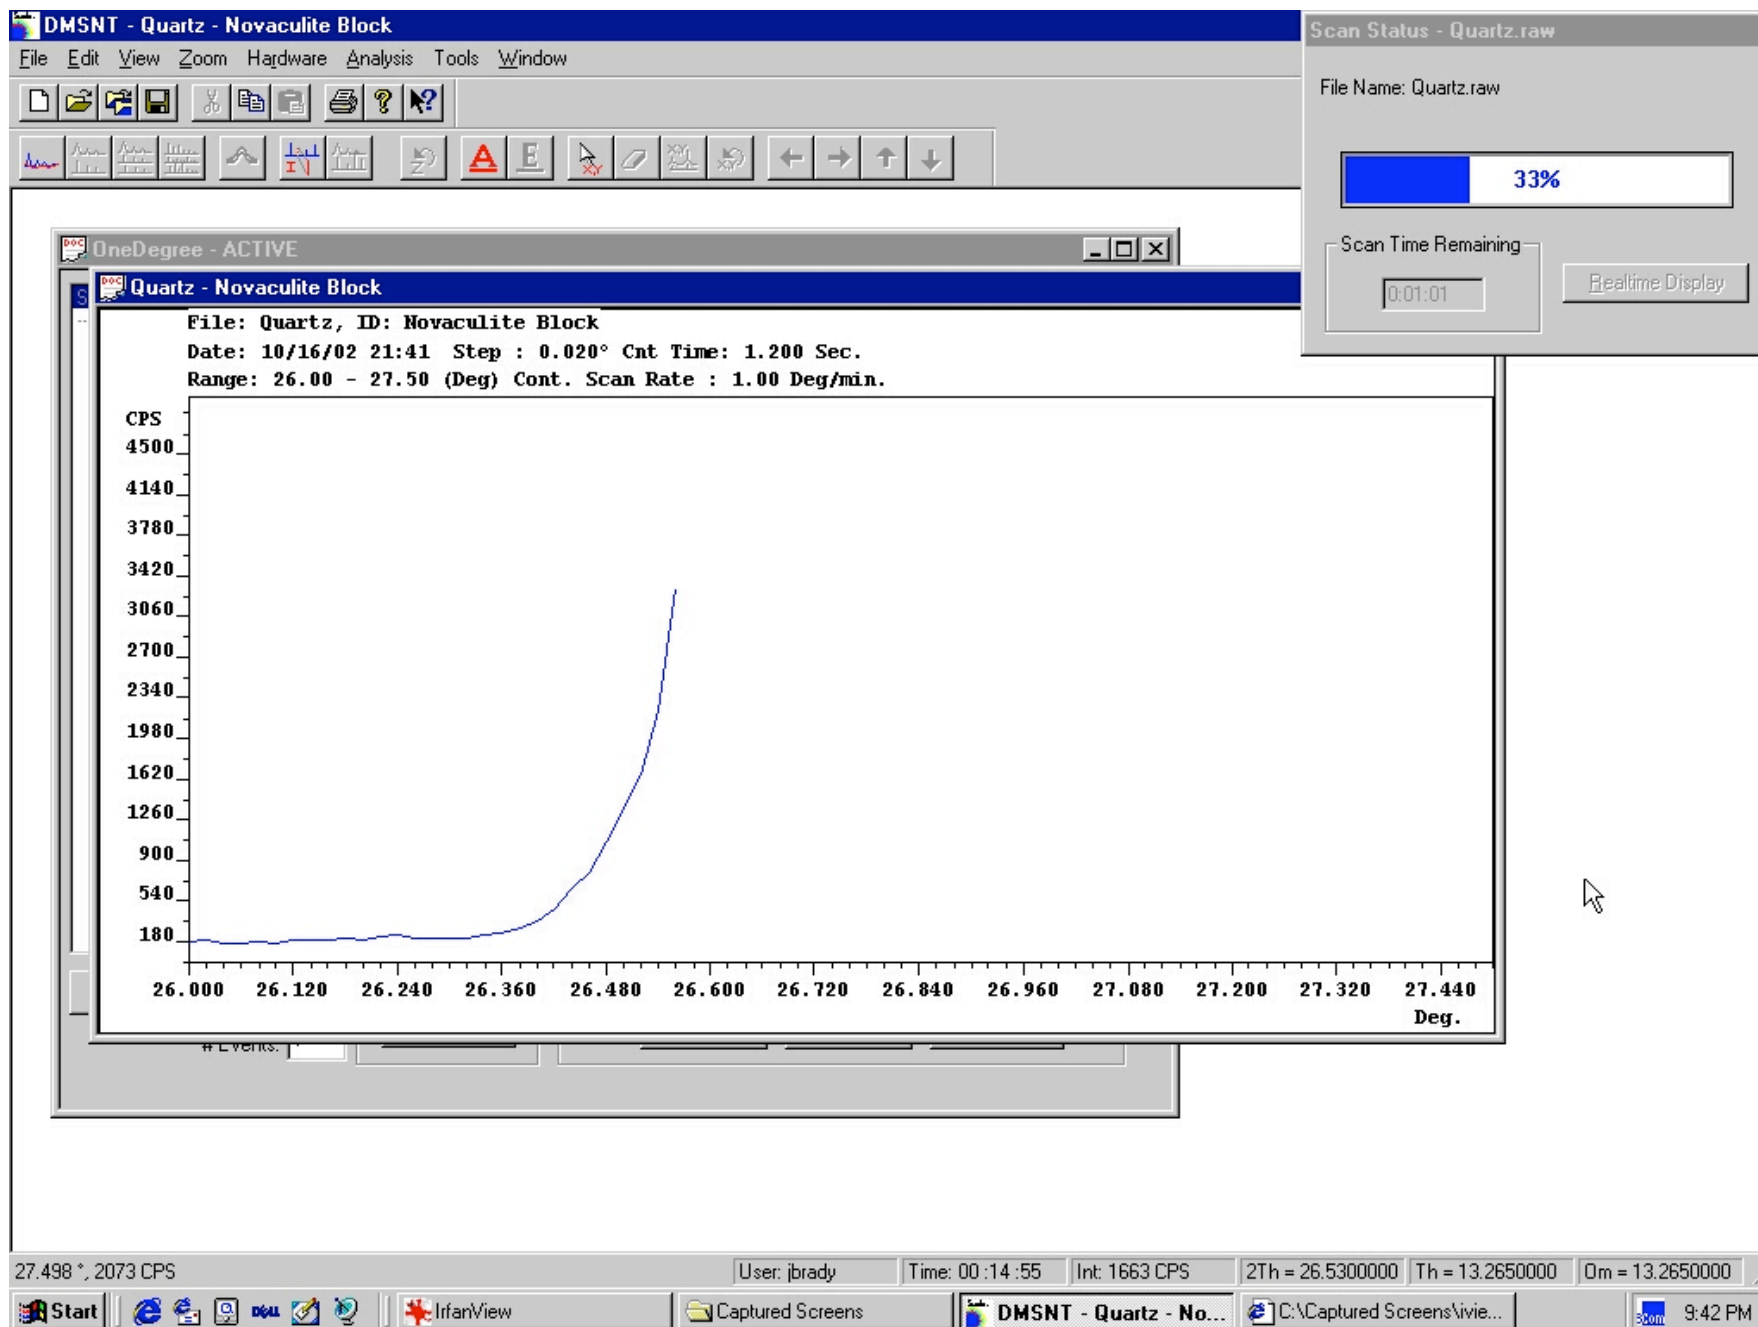 DMSNT - Quartz - Novaculite Block
File Edit View Zoom Hardware Analysis Tools Window
Scan Status - Quartz.raw
File Name: Quartz.raw
33%
Scan Time Remaining
0:01:01
Realtime Display
OneDegree - ACTIVE
Quartz - Novaculite Block
File: Quartz, ID: Novaculite Block
Date: 10/16/02 21:41 Step : 0.020° Cnt Time: 1.200 Sec.
Range: 26.00 - 27.50 (Deg) Cont. Scan Rate : 1.00 Deg/min.
CPS
4500
4140
3780
3420
3060
2700
2340
1980
1620
1260
900
540
180
26.000 26.120 26.240 26.360 26.480 26.600 26.720 26.840 26.960 27.080 27.200 27.320 27.440
Deg.
# Events:
27.498 °, 2073 CPS User: jbrady Time: 00 :14 :55 Int: 1663 CPS 2Th = 26.5300000 Th = 13.2650000 Om = 13.2650000
Start DELL IrfanView Captured Screens DMSNT - Quartz - No... C:\Captured Screens\ivie... 3Com 9:42 PM